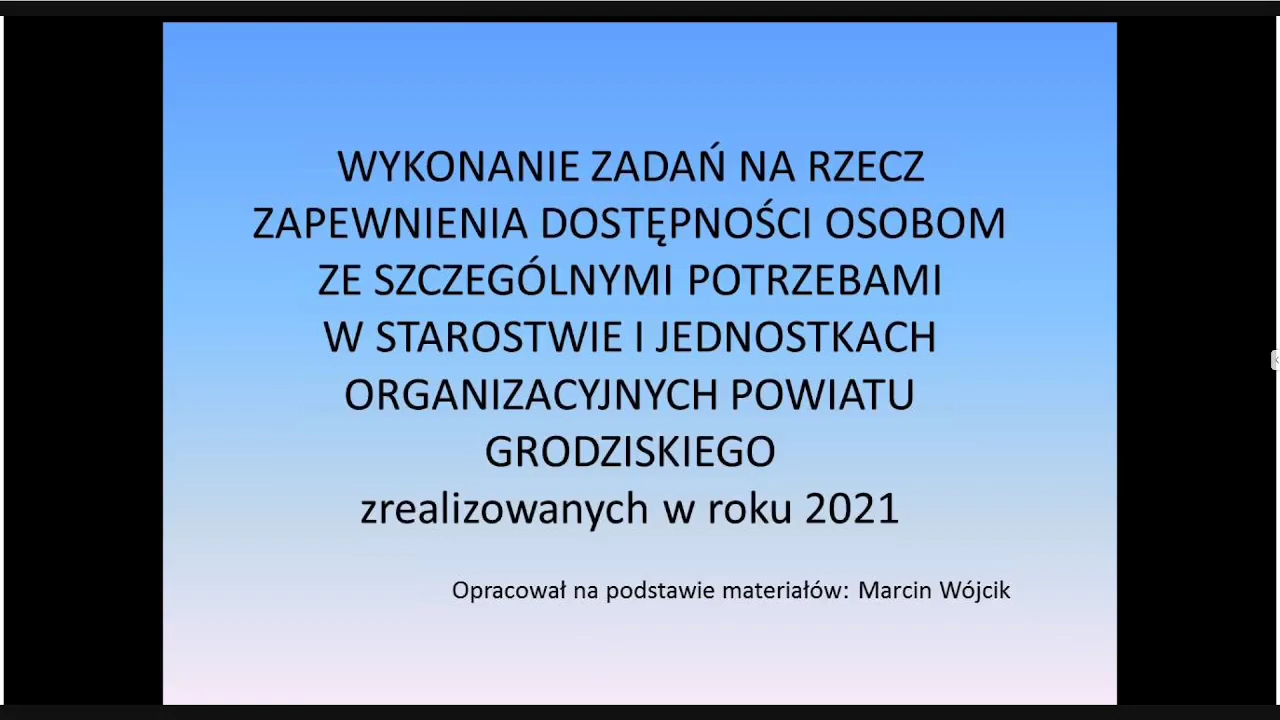 WYKONANIE ZADAŃ NA RZECZ
ZAPEWNIENIA DOSTĘPNOŚCI OSOBOM
ZE SZCZEGÓLNYMI POTRZEBAMI
W STAROSTWIE I JEDNOSTKACH
ORGANIZACYJNYCH POWIATU
GRODZISKIEGO
zrealizowanych w roku 2021
Opracował na podstawie materiałów: Marcin Wójcik